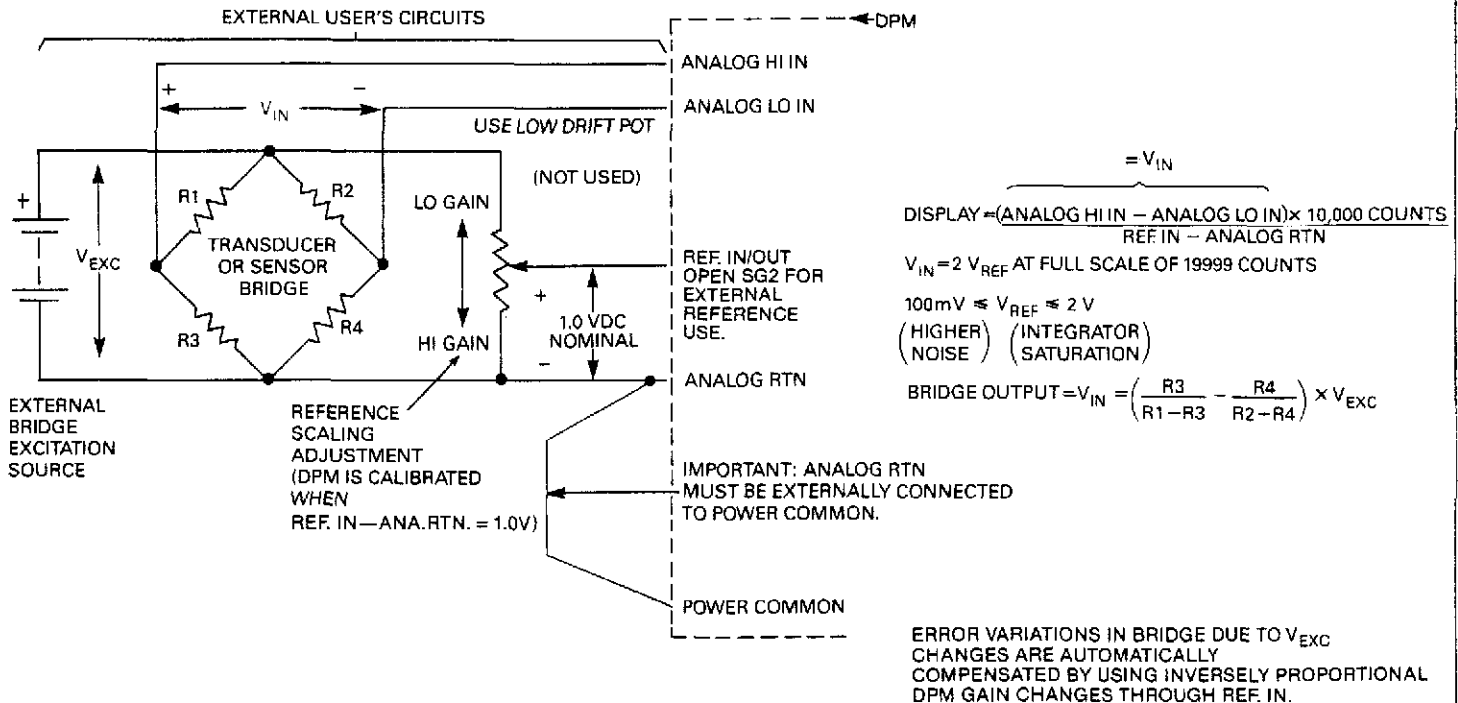 EXTERNAL USER'S CIRCUITS
DPM
ANALOG HI IN
+
−
V_IN
ANALOG LO IN
USE LOW DRIFT POT
(NOT USED)
+
V_EXC
R1
R2
TRANSDUCER
OR SENSOR
BRIDGE
R3
R4
LO GAIN
HI GAIN
REF. IN/OUT
OPEN SG2 FOR
EXTERNAL
REFERENCE
USE.
+
1.0 VDC
NOMINAL
−
ANALOG RTN
EXTERNAL
BRIDGE
EXCITATION
SOURCE
REFERENCE
SCALING
ADJUSTMENT
(DPM IS CALIBRATED
WHEN
REF. IN—ANA.RTN. = 1.0V)
IMPORTANT: ANALOG RTN
MUST BE EXTERNALLY CONNECTED
TO POWER COMMON.
POWER COMMON
= V_IN
DISPLAY = (ANALOG HI IN − ANALOG LO IN) × 10,000 COUNTS
REF. IN − ANALOG RTN
V_IN = 2 V_REF AT FULL SCALE OF 19999 COUNTS
100mV ≤ V_REF ≤ 2 V
(HIGHER NOISE) (INTEGRATOR SATURATION)
BRIDGE OUTPUT = V_IN = (R3/(R1−R3) − R4/(R2−R4)) × V_EXC
ERROR VARIATIONS IN BRIDGE DUE TO V_EXC
CHANGES ARE AUTOMATICALLY
COMPENSATED BY USING INVERSELY PROPORTIONAL
DPM GAIN CHANGES THROUGH REF. IN.